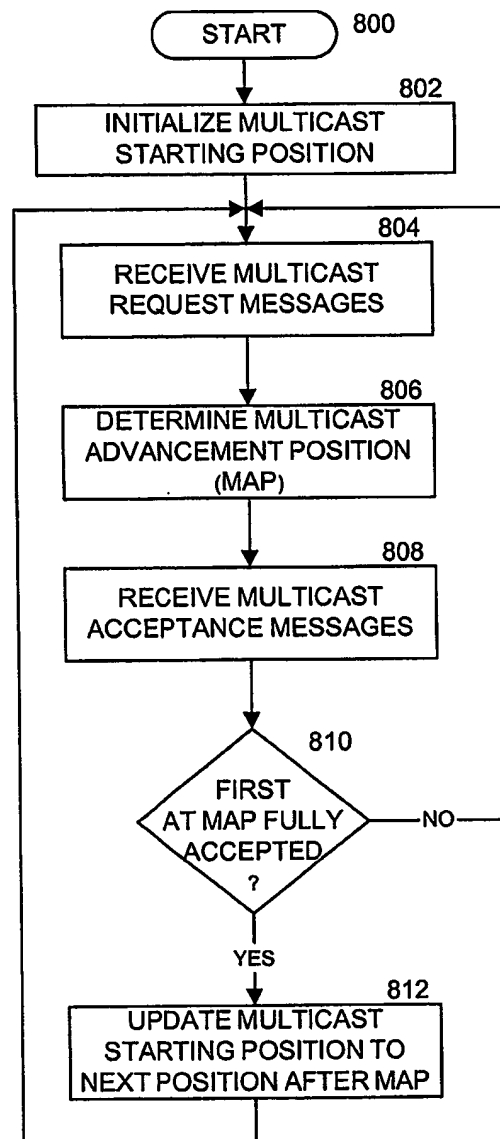 START
800
802
INITIALIZE MULTICAST
STARTING POSITION
804
RECEIVE MULTICAST
REQUEST MESSAGES
806
DETERMINE MULTICAST
ADVANCEMENT POSITION
(MAP)
808
RECEIVE MULTICAST
ACCEPTANCE MESSAGES
810
FIRST
AT MAP FULLY
ACCEPTED
?
NO
YES
812
UPDATE MULTICAST
STARTING POSITION TO
NEXT POSITION AFTER MAP